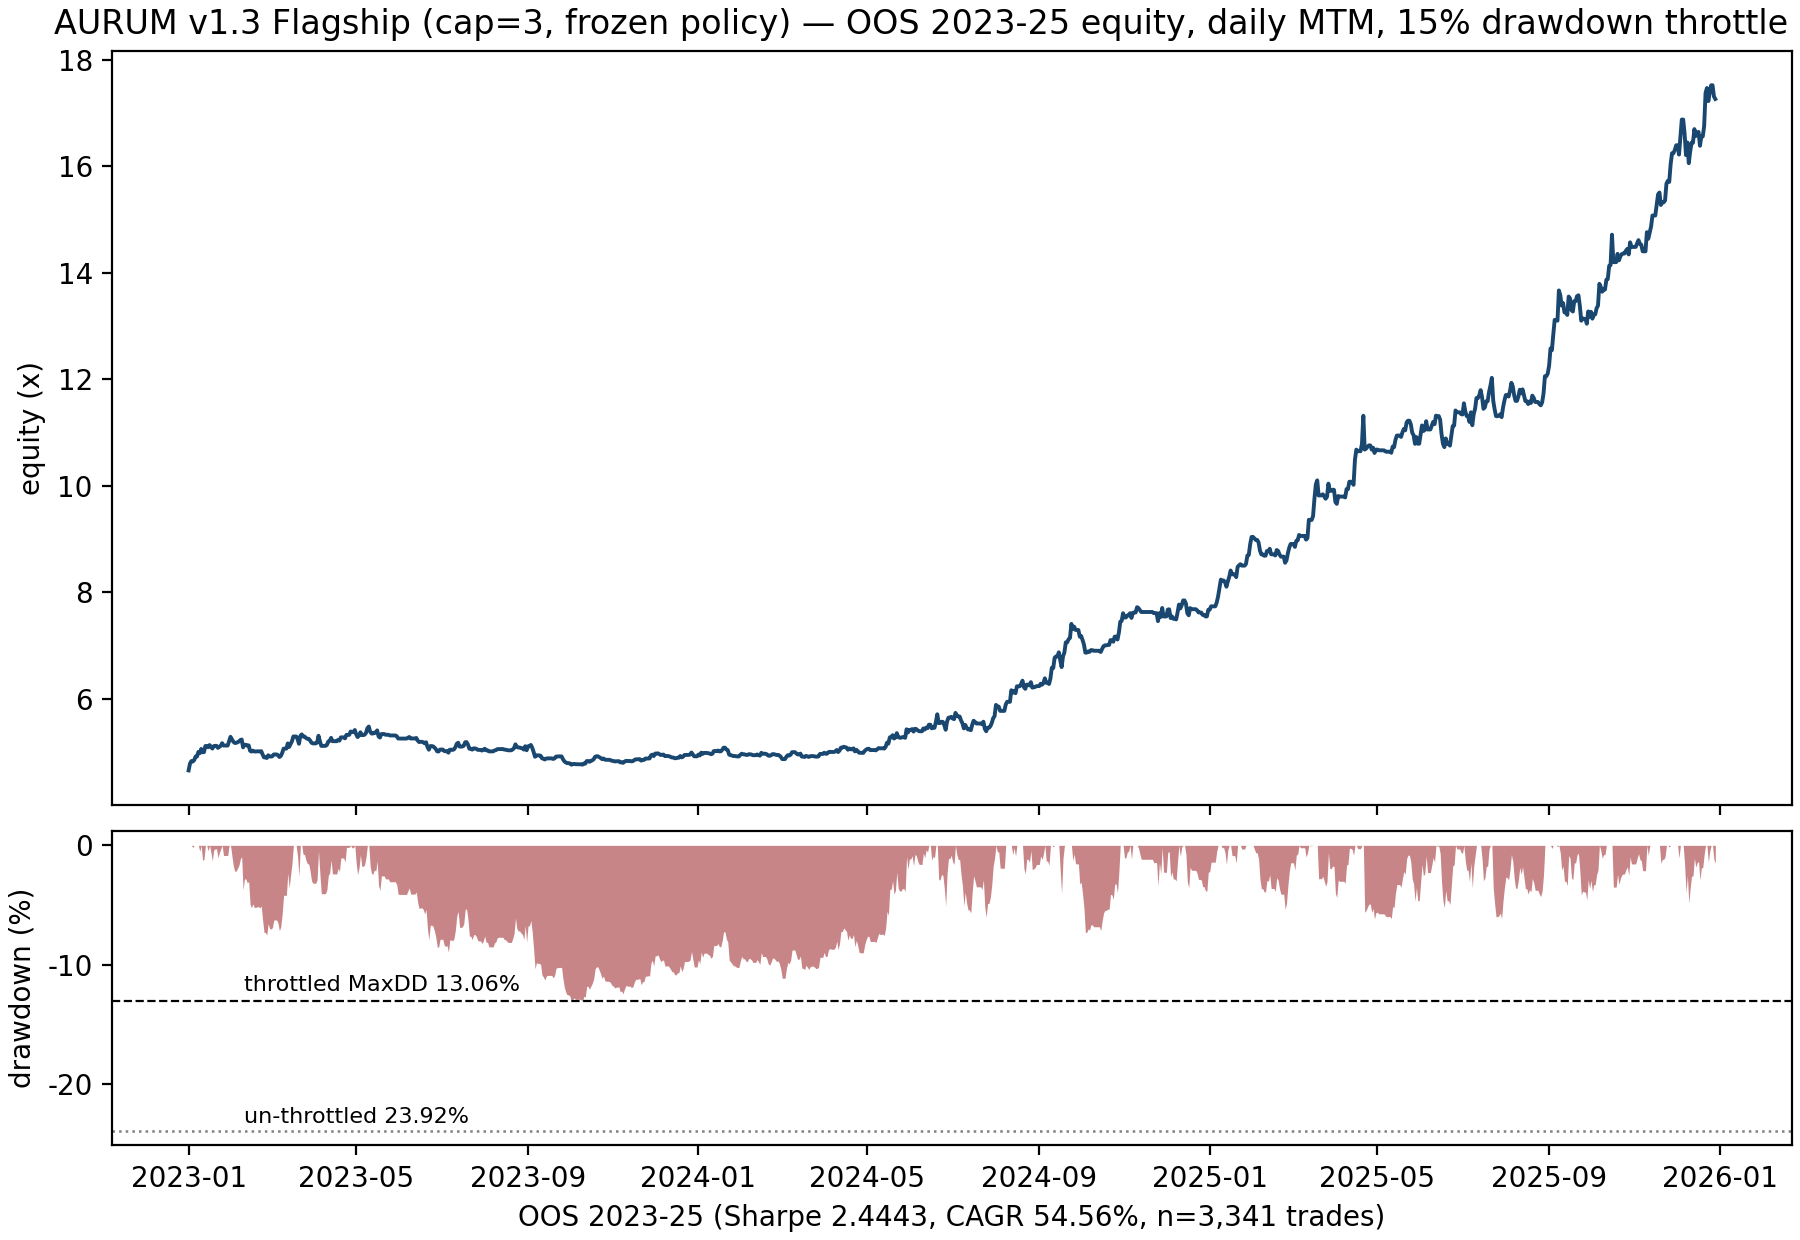 AURUM v1.3 Flagship (cap=3, frozen policy) — OOS 2023-25 equity, daily MTM, 15% drawdown throttle
18
16
14
12
10
8
6
equity (x)
0
-10
-20
drawdown (%)
throttled MaxDD 13.06%
un-throttled 23.92%
2023-01 2023-05 2023-09 2024-01 2024-05 2024-09 2025-01 2025-05 2025-09 2026-01
OOS 2023-25 (Sharpe 2.4443, CAGR 54.56%, n=3,341 trades)